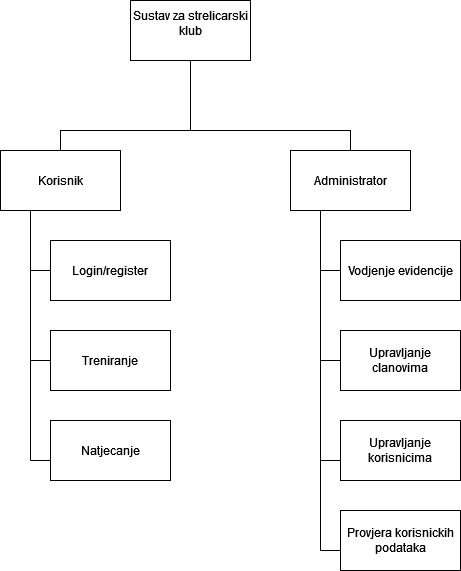 Sustav za strelicarski
klub
Korisnik
Administrator
Login/register
Vodjenje evidencije
Treniranje
Upravljanje
clanovima
Natjecanje
Upravljanje
korisnicima
Provjera korisnickih
podataka